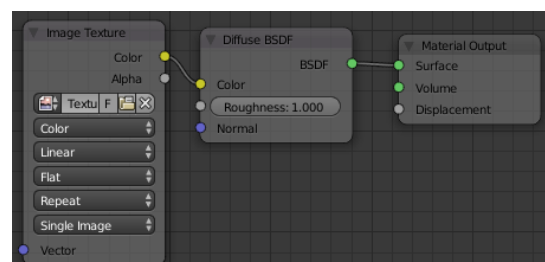 Image Texture
Color
Alpha
Textu F
Color
Linear
Flat
Repeat
Single Image
Vector
Diffuse BSDF
BSDF
Color
Roughness: 1.000
Normal
Material Output
Surface
Volume
Displacement